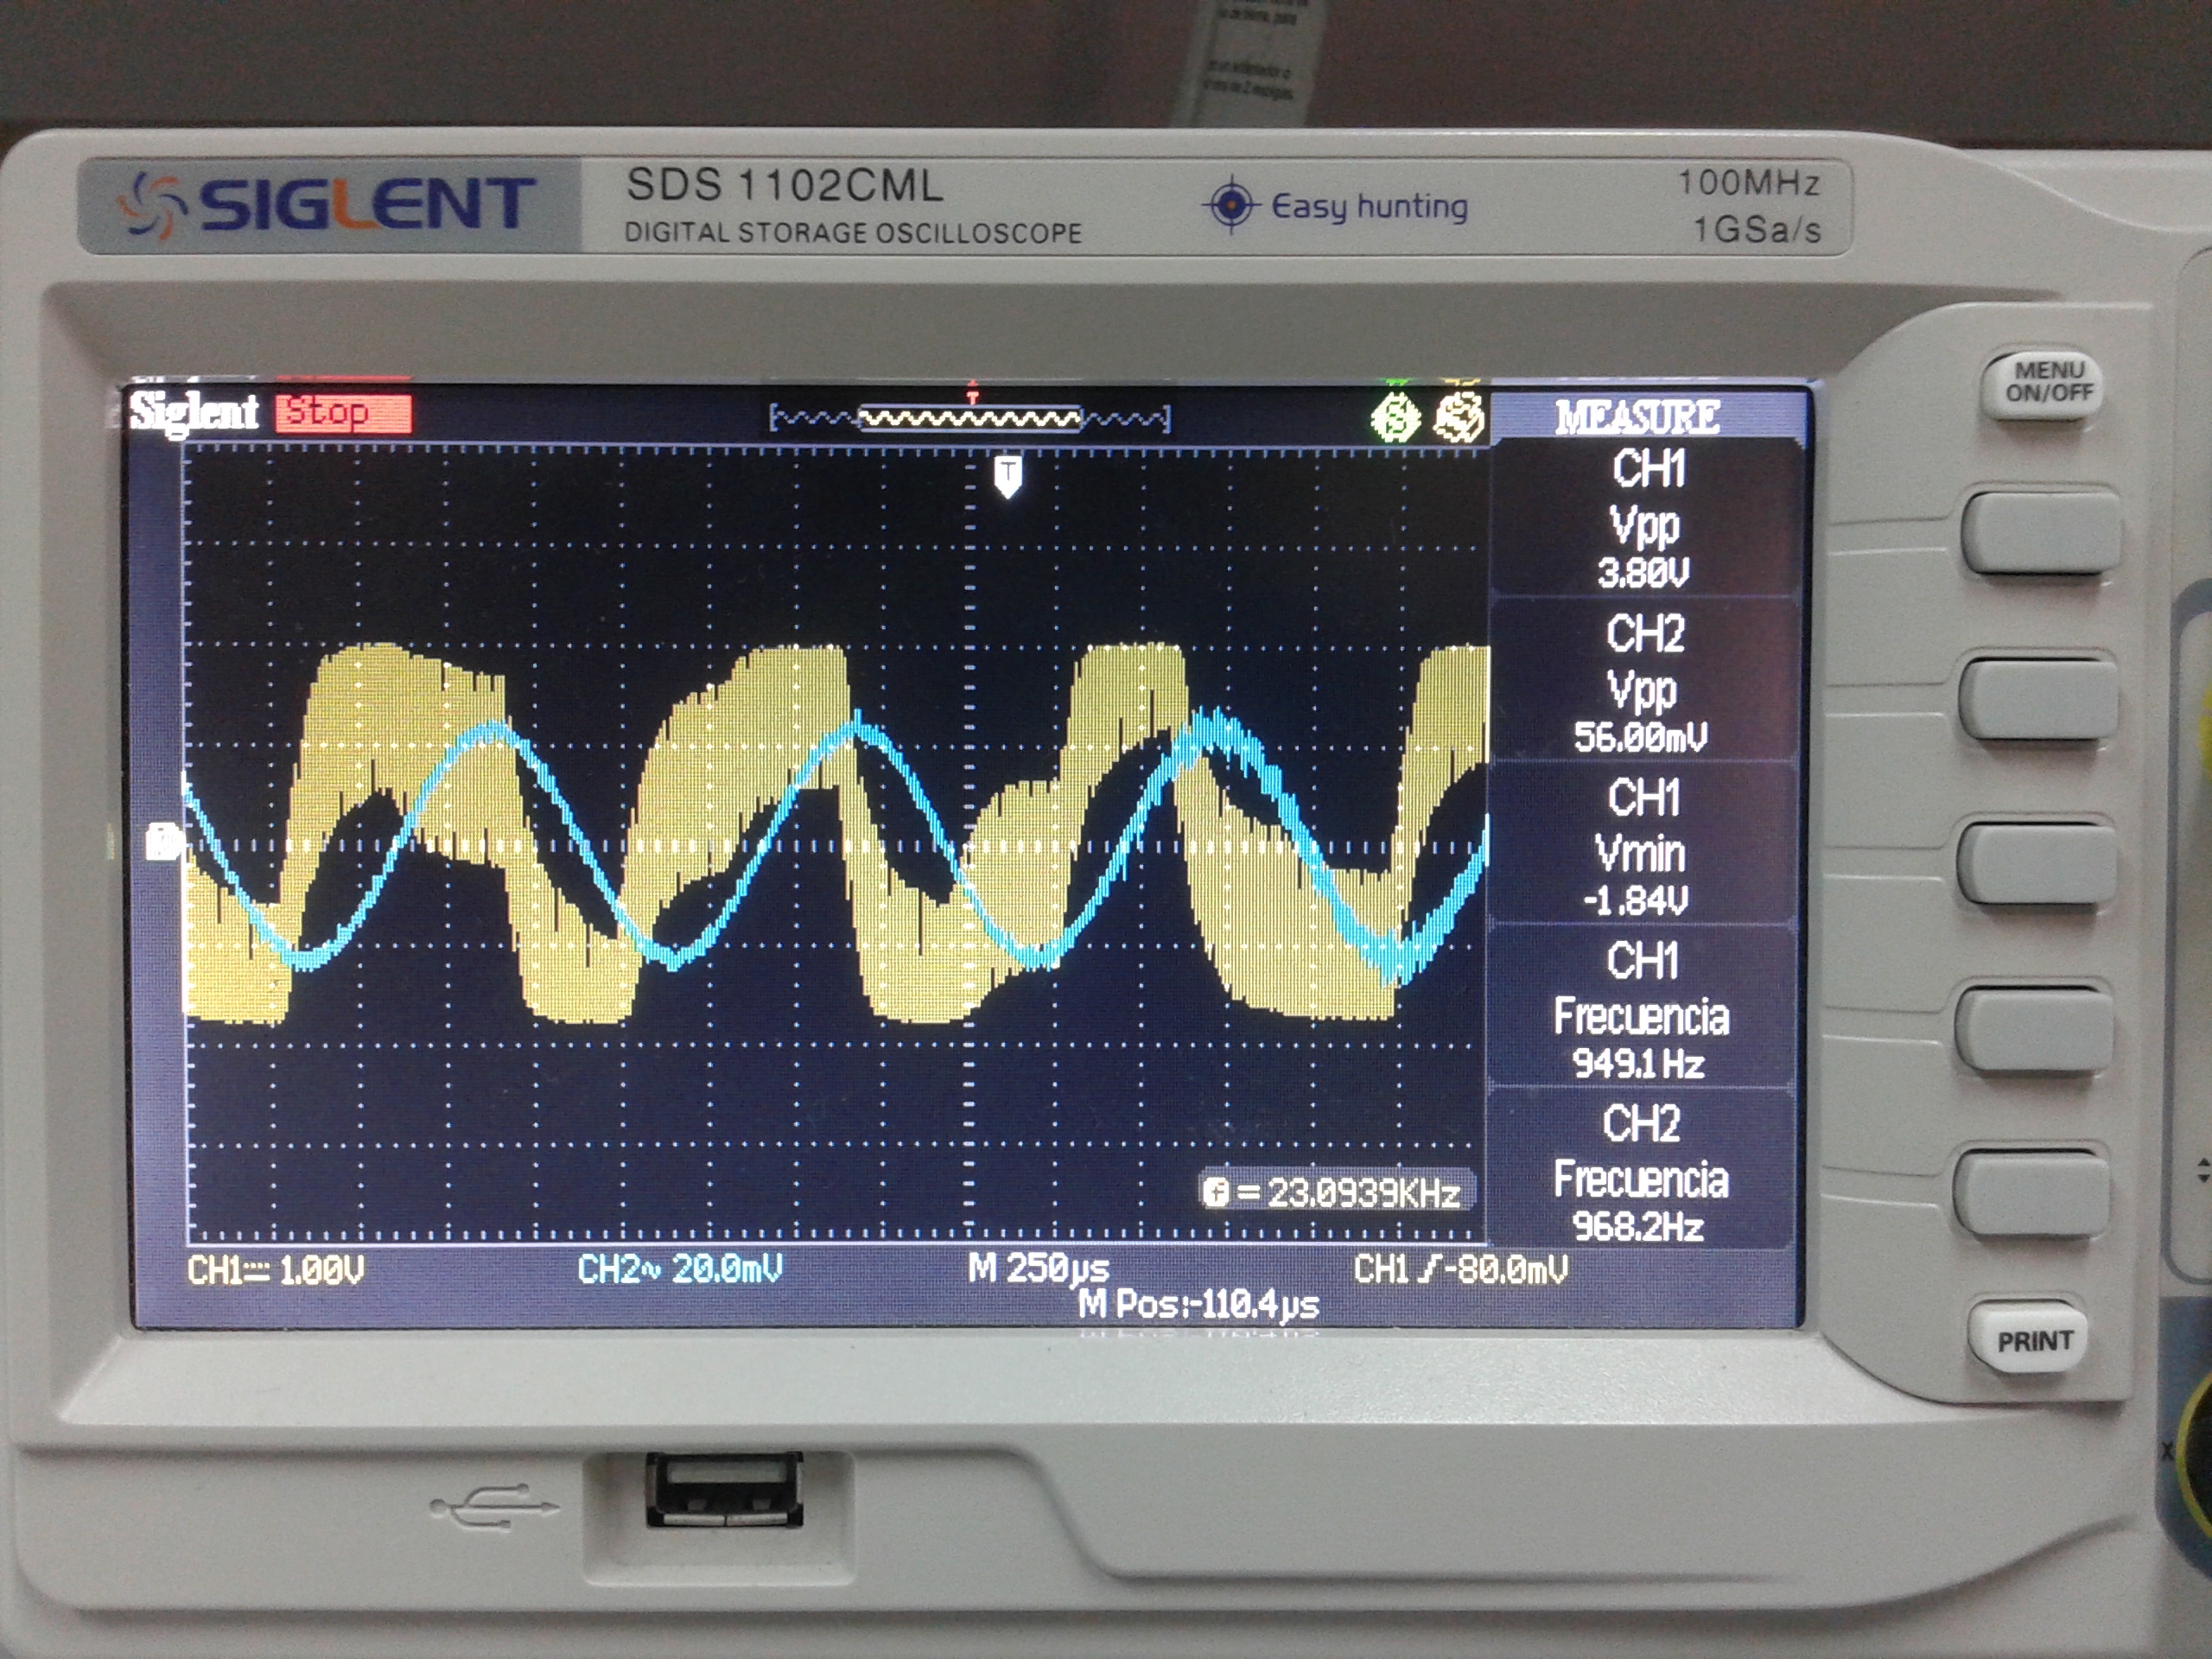 SIGLENT
SDS 1102CML
DIGITAL STORAGE OSCILLOSCOPE
Easy hunting
100MHz
1GSa/s
MENU
ON/OFF
Siglent Stop
T
T
MEASURE
CH1
Vpp
3.80V
CH2
Vpp
56.00mV
CH1
Vmin
-1.84V
CH1
Frecuencia
949.1Hz
CH2
Frecuencia
968.2Hz
f = 23.0939KHz
CH1 1.00V CH2 20.0mV M 250µs CH1 -80.0mV
M Pos:-110.4µs
PRINT
X